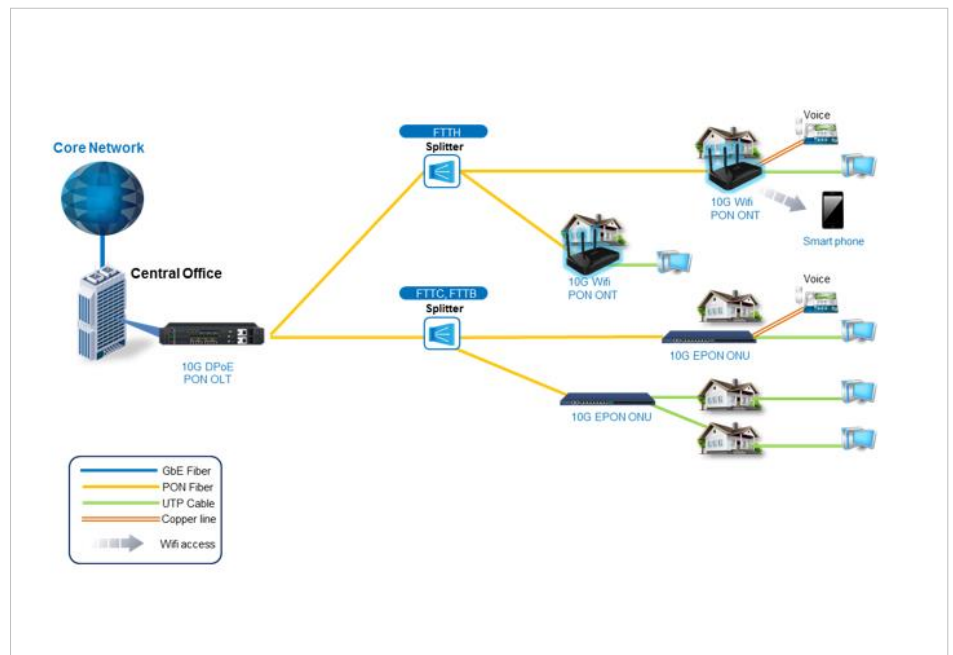 FTTH
Splitter
Voice
Core Network
10G Wifi
PON ONT
Smart phone
Central Office
10G Wifi
PON ONT
FTTC, FTTB
Splitter
Voice
10G DPoE
PON OLT
10G EPON ONU
10G EPON ONU
GbE Fiber
PON Fiber
UTP Cable
Copper line
Wifi access